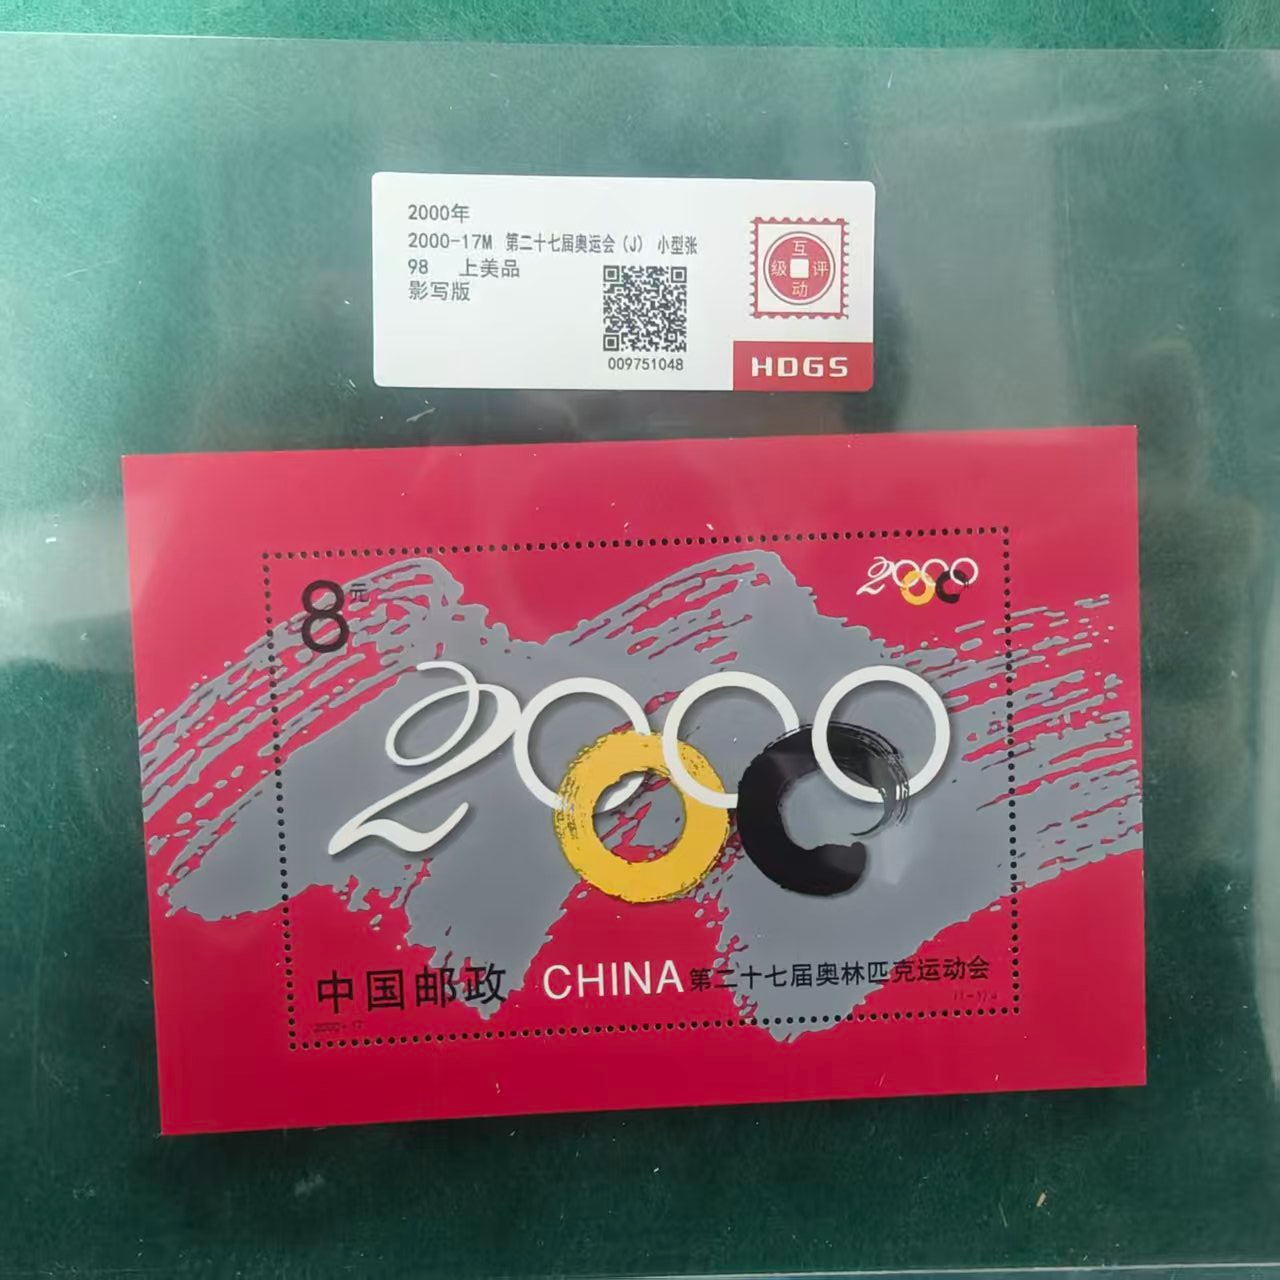 2000年
2000-17M 第二十七届奥运会(J) 小型张
98 上美品
影写版
009751048
互动评级
HDGS
8元
2000
2000
中国邮政 CHINA 第二十七届奥林匹克运动会
2000-17
(1-1)J